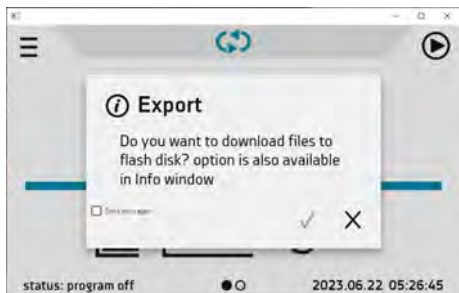 Export
Do you want to download files to
flash disk? option is also available
in Info window
status: program off
2023.06.22 05:26:45